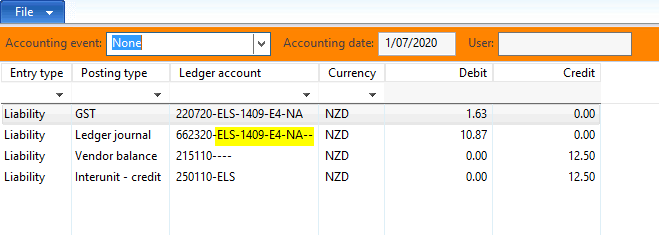 File
Accounting event: None Accounting date: 1/07/2020 User:
Entry type Posting type Ledger account Currency Debit Credit
Liability GST 220720-ELS-1409-E4-NA NZD 1.63 0.00
Liability Ledger journal 662320-ELS-1409-E4-NA-- NZD 10.87 0.00
Liability Vendor balance 215110---- NZD 0.00 12.50
Liability Interunit - credit 250110-ELS NZD 0.00 12.50